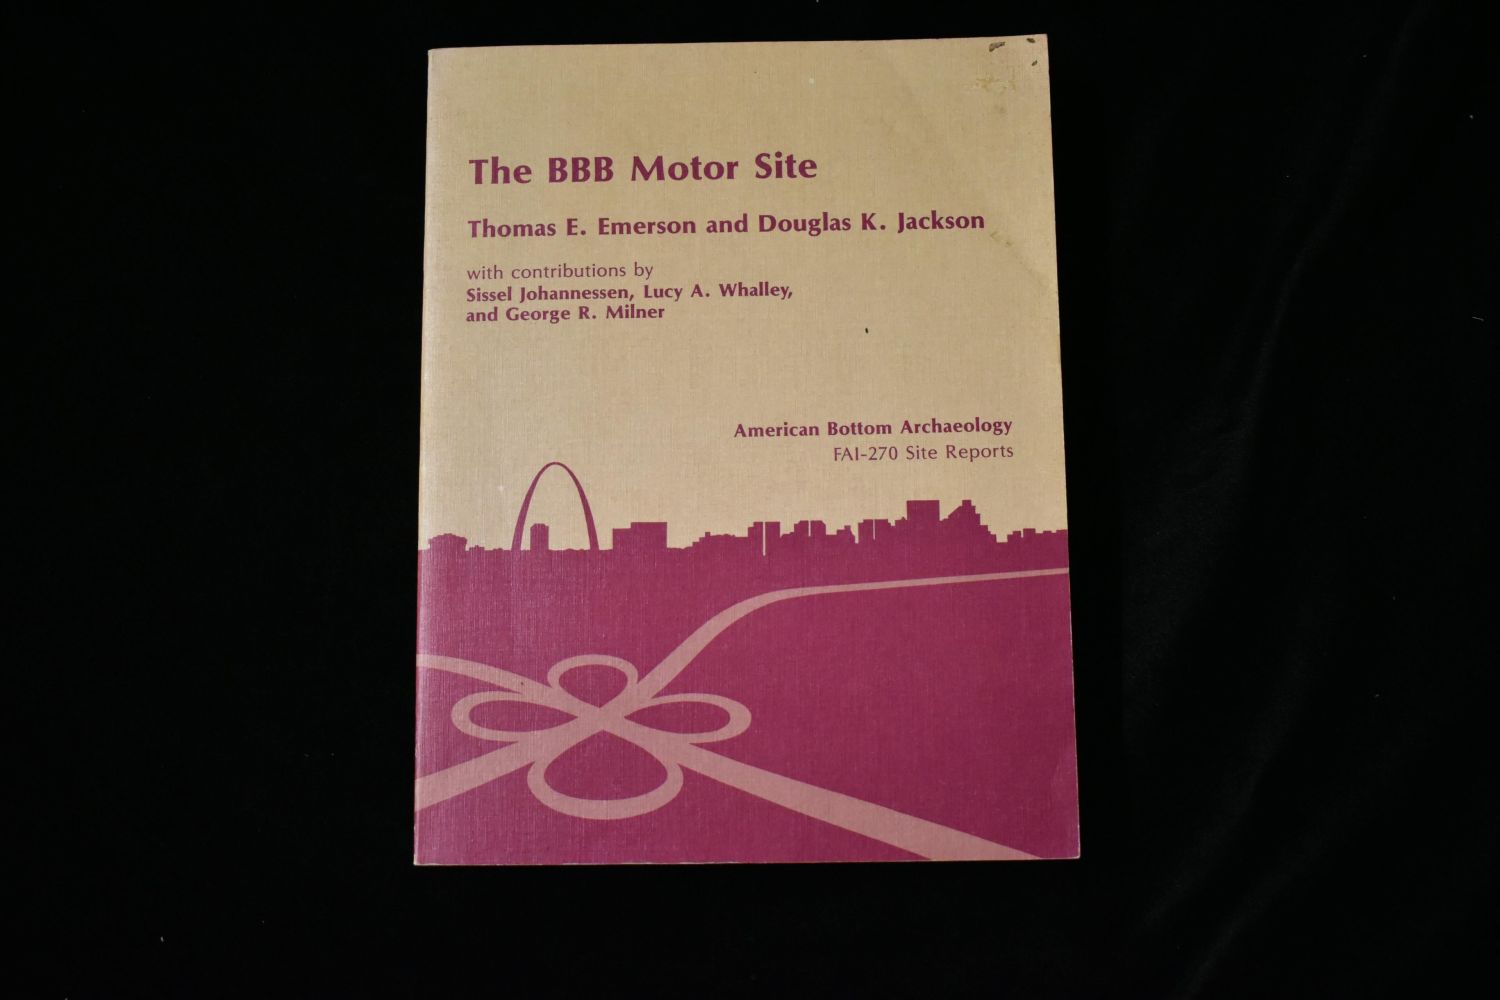 The BBB Motor Site
Thomas E. Emerson and Douglas K. Jackson
with contributions by
Sissel Johannessen, Lucy A. Whalley,
and George R. Milner
American Bottom Archaeology
FAI-270 Site Reports